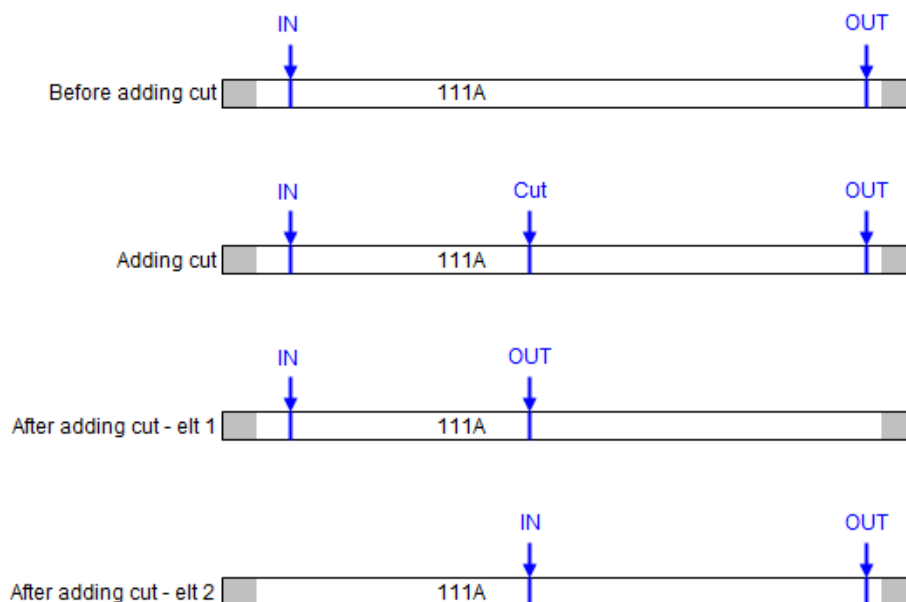 IN OUT
Before adding cut 111A
IN Cut OUT
Adding cut 111A
IN OUT
After adding cut - elt 1 111A
IN OUT
After adding cut - elt 2 111A